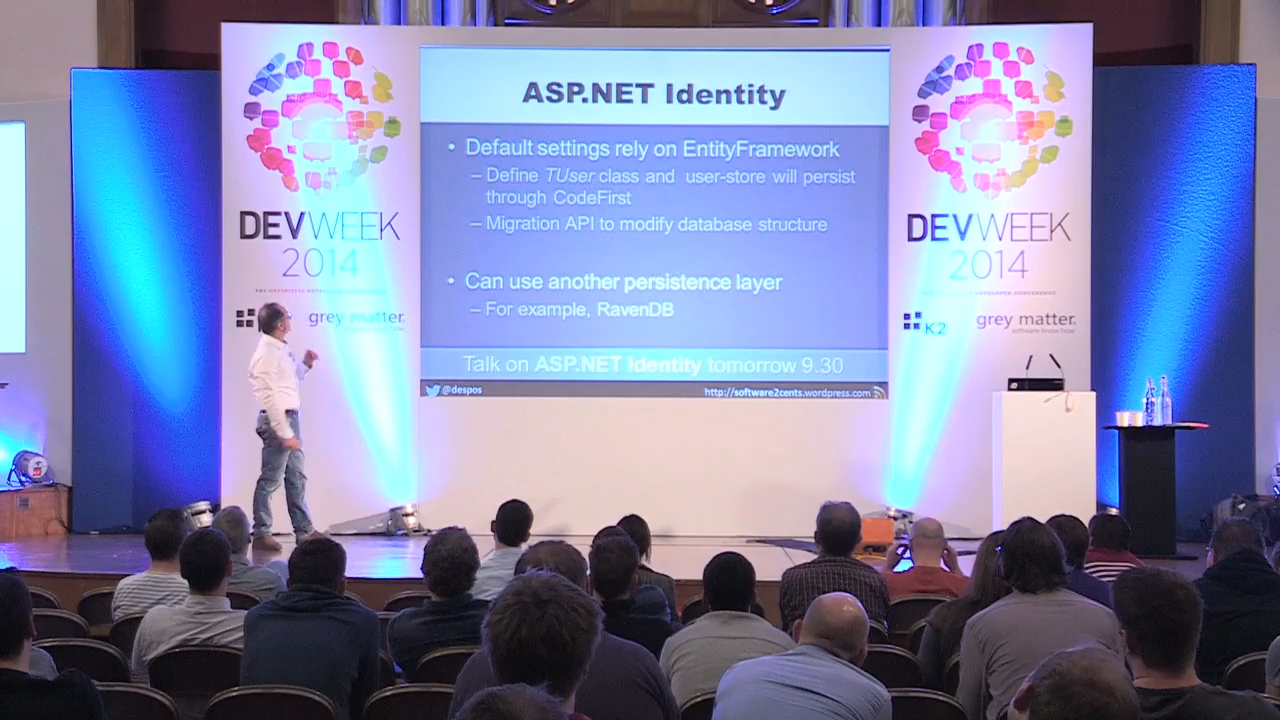 ASP.NET Identity
• Default settings rely on EntityFramework
– Define TUser class and user-store will persist
through CodeFirst
– Migration API to modify database structure
• Can use another persistence layer
– For example, RavenDB
Talk on ASP.NET Identity tomorrow 9.30
@despos
http://software2cents.wordpress.com
DEVWEEK
2014
grey matter
DEVWEEK
2014
K2
grey matter
software know how